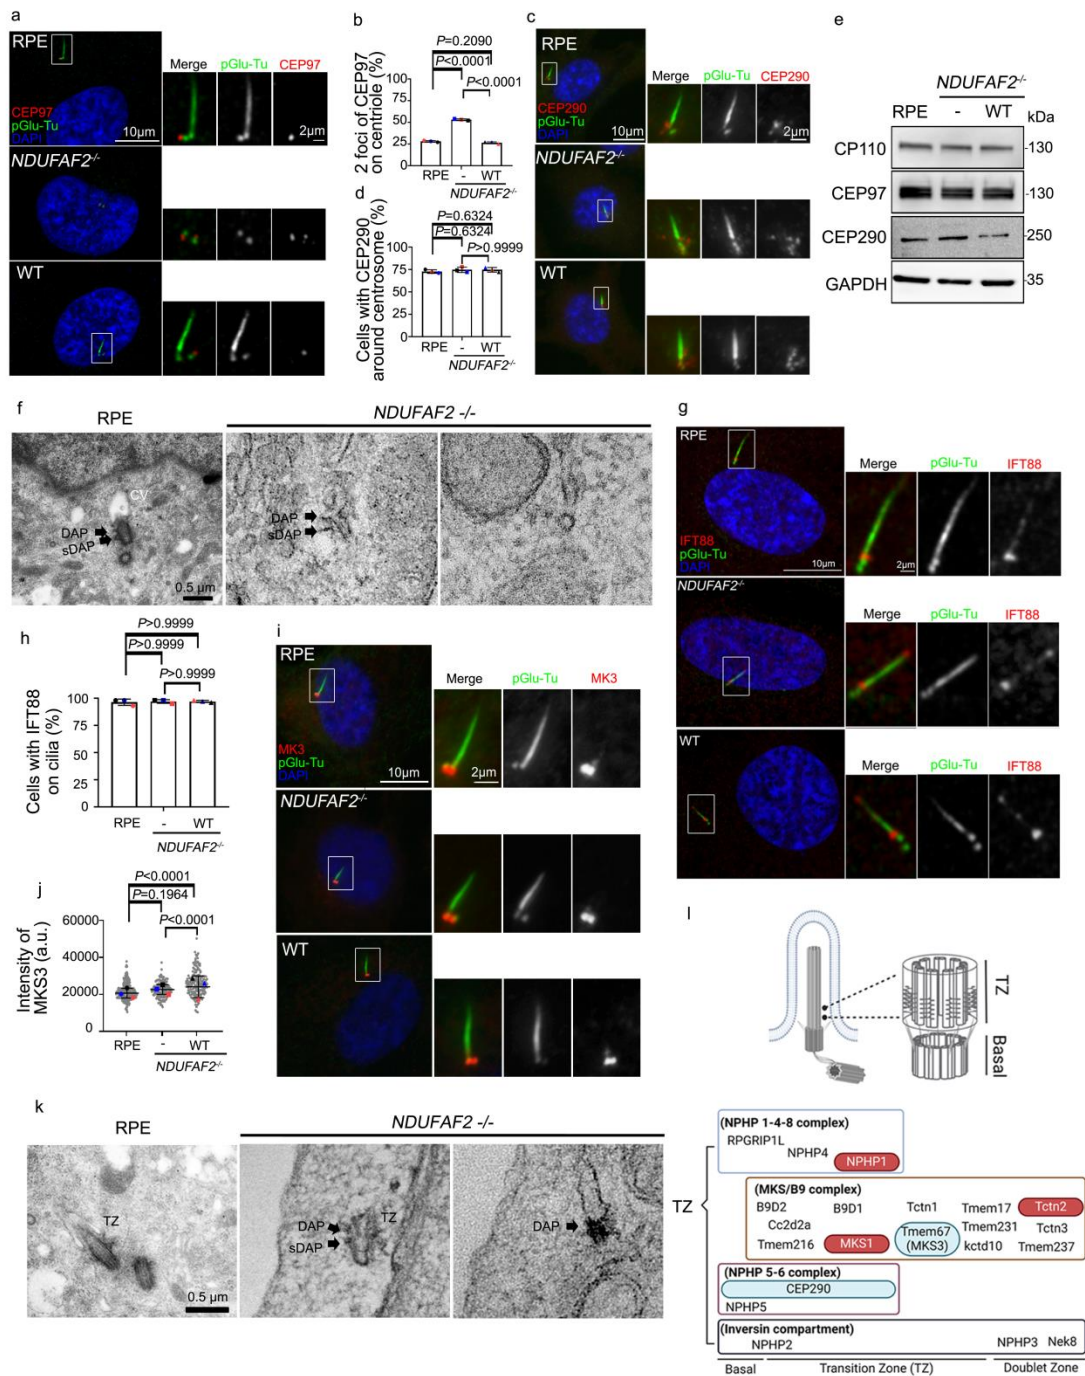 a
RPE
CEP97
pGlu-Tu
DAPI
10µm
Merge
pGlu-Tu
CEP97
2µm
NDUFAF2-/-
WT
b
P=0.2090
P<0.0001
P<0.0001
2 foci of CEP97
on centriole (%)
100
75
50
25
0
RPE - WT
NDUFAF2-/-
d
P=0.6324
P=0.6324
P>0.9999
Cells with CEP290
around centrosome (%)
100
75
50
25
0
RPE - WT
NDUFAF2-/-
c
RPE
CEP290
pGlu-Tu
DAPI
10µm
Merge
pGlu-Tu
CEP290
2µm
NDUFAF2-/-
WT
e
NDUFAF2-/-
RPE - WT kDa
CP110 -130
CEP97 -130
CEP290 -250
GAPDH -35
f
RPE
NDUFAF2 -/-
CV
DAP
sDAP
0.5 µm
DAP
sDAP
g
RPE
IFT88
pGlu-Tu
DAPI
10µm
Merge
pGlu-Tu
IFT88
2µm
NDUFAF2-/-
Merge
pGlu-Tu
IFT88
WT
Merge
pGlu-Tu
IFT88
h
P>0.9999
P>0.9999
P>0.9999
Cells with IFT88
on cilia (%)
100
75
50
25
0
RPE - WT
NDUFAF2-/-
i
RPE
MK3
pGlu-Tu
DAPI
10µm
Merge
pGlu-Tu
MK3
2µm
NDUFAF2-/-
WT
j
P<0.0001
P=0.1964
P<0.0001
Intensity of
MKS3 (a.u.)
60000
40000
20000
0
RPE - WT
NDUFAF2-/-
k
RPE
NDUFAF2 -/-
TZ
0.5 µm
DAP
sDAP
TZ
DAP
l
TZ
Basal
TZ
(NPHP 1-4-8 complex)
RPGRIP1L
NPHP4
NPHP1
(MKS/B9 complex)
B9D2 B9D1 Tctn1 Tmem17 Tctn2
Cc2d2a Tmem67 Tmem231 Tctn3
Tmem216 MKS1 (MKS3) kctd10 Tmem237
(NPHP 5-6 complex)
CEP290
NPHP5
(Inversin compartment)
NPHP2 NPHP3 Nek8
Basal Transition Zone (TZ) Doublet Zone